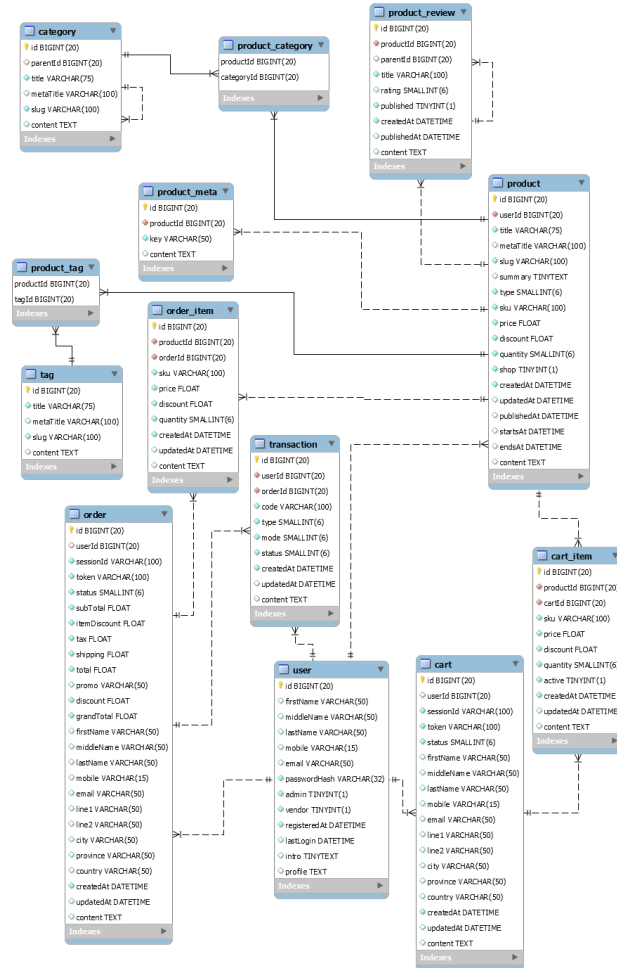 category
id BIGINT(20)
parentId BIGINT(20)
title VARCHAR(75)
metaTitle VARCHAR(100)
slug VARCHAR(100)
content TEXT
Indexes
product_category
productId BIGINT(20)
categoryId BIGINT(20)
Indexes
product_review
id BIGINT(20)
productId BIGINT(20)
parentId BIGINT(20)
title VARCHAR(100)
rating SMALLINT(6)
published TINYINT(1)
createdAt DATETIME
publishedAt DATETIME
content TEXT
Indexes
product_meta
id BIGINT(20)
productId BIGINT(20)
key VARCHAR(50)
content TEXT
Indexes
product
id BIGINT(20)
userId BIGINT(20)
title VARCHAR(75)
metaTitle VARCHAR(100)
slug VARCHAR(100)
summary TINYTEXT
type SMALLINT(6)
sku VARCHAR(100)
price FLOAT
discount FLOAT
quantity SMALLINT(6)
shop TINYINT(1)
createdAt DATETIME
updatedAt DATETIME
publishedAt DATETIME
startsAt DATETIME
endsAt DATETIME
content TEXT
Indexes
product_tag
productId BIGINT(20)
tagId BIGINT(20)
Indexes
order_item
id BIGINT(20)
productId BIGINT(20)
orderId BIGINT(20)
sku VARCHAR(100)
price FLOAT
discount FLOAT
quantity SMALLINT(6)
createdAt DATETIME
updatedAt DATETIME
content TEXT
Indexes
tag
id BIGINT(20)
title VARCHAR(75)
metaTitle VARCHAR(100)
slug VARCHAR(100)
content TEXT
Indexes
transaction
id BIGINT(20)
userId BIGINT(20)
orderId BIGINT(20)
code VARCHAR(100)
type SMALLINT(6)
mode SMALLINT(6)
status SMALLINT(6)
createdAt DATETIME
updatedAt DATETIME
content TEXT
Indexes
order
id BIGINT(20)
userId BIGINT(20)
sessionId VARCHAR(100)
token VARCHAR(100)
status SMALLINT(6)
subTotal FLOAT
itemDiscount FLOAT
tax FLOAT
shipping FLOAT
total FLOAT
promo VARCHAR(50)
discount FLOAT
grandTotal FLOAT
firstName VARCHAR(50)
middleName VARCHAR(50)
lastName VARCHAR(50)
mobile VARCHAR(15)
email VARCHAR(50)
line1 VARCHAR(50)
line2 VARCHAR(50)
city VARCHAR(50)
province VARCHAR(50)
country VARCHAR(50)
createdAt DATETIME
updatedAt DATETIME
content TEXT
Indexes
cart_item
id BIGINT(20)
productId BIGINT(20)
cartId BIGINT(20)
sku VARCHAR(100)
price FLOAT
discount FLOAT
quantity SMALLINT(6
active TINYINT(1)
createdAt DATETIME
updatedAt DATETIME
content TEXT
Indexes
user
id BIGINT(20)
firstName VARCHAR(50)
middleName VARCHAR(50)
lastName VARCHAR(50)
mobile VARCHAR(15)
email VARCHAR(50)
passwordHash VARCHAR(32)
admin TINYINT(1)
vendor TINYINT(1)
registeredAt DATETIME
lastLogin DATETIME
intro TINYTEXT
profile TEXT
Indexes
cart
id BIGINT(20)
userId BIGINT(20)
sessionId VARCHAR(100)
token VARCHAR(100)
status SMALLINT(6)
firstName VARCHAR(50)
middleName VARCHAR(50)
lastName VARCHAR(50)
mobile VARCHAR(15)
email VARCHAR(50)
line1 VARCHAR(50)
line2 VARCHAR(50)
city VARCHAR(50)
province VARCHAR(50)
country VARCHAR(50)
createdAt DATETIME
updatedAt DATETIME
content TEXT
Indexes